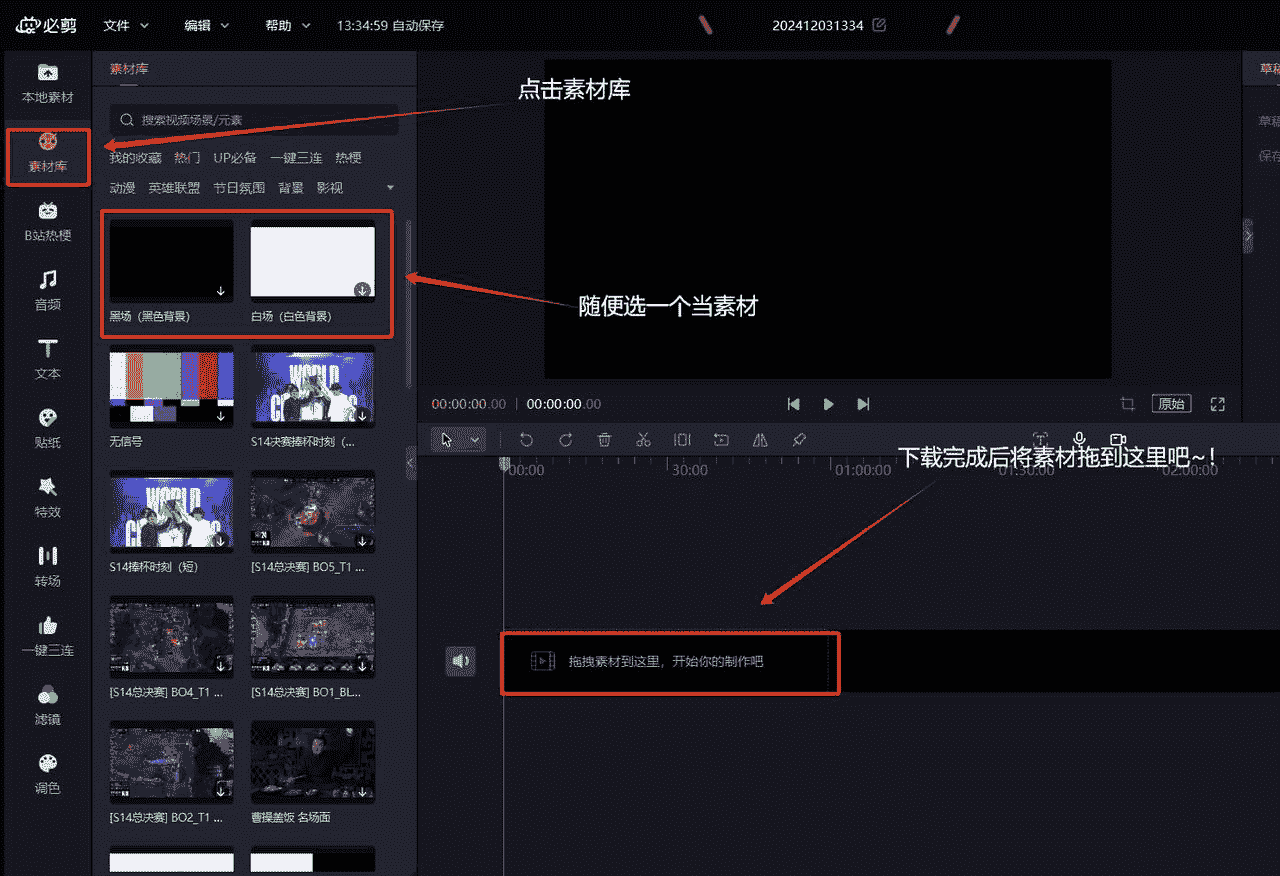 必剪 文件 编辑 帮助 13:34:59 自动保存 202412031334
本地素材
素材库
B站热梗
音频
文本
贴纸
特效
转场
一键三连
滤镜
调色
素材库
搜索视频场景/元素
我的收藏 热门 UP必备 一键三连 热梗
动漫 英雄联盟 节日氛围 背景 影视
黑场（黑色背景） 白场（白色背景）
无信号 S14决赛捧杯时刻（...
S14捧杯时刻（短） [S14总决赛] BO5_T1 ...
[S14总决赛] BO4_T1 ... [S14总决赛] BO1_BL...
[S14总决赛] BO2_T1 ... 曹操盖饭 名场面
点击素材库
随便选一个当素材
00:00:00.00 | 00:00:00.00
原始
下载完成后将素材拖到这里吧~！
00:00 30:00 01:00:00 01:30:00 02:00:00
拖拽素材到这里，开始你的制作吧